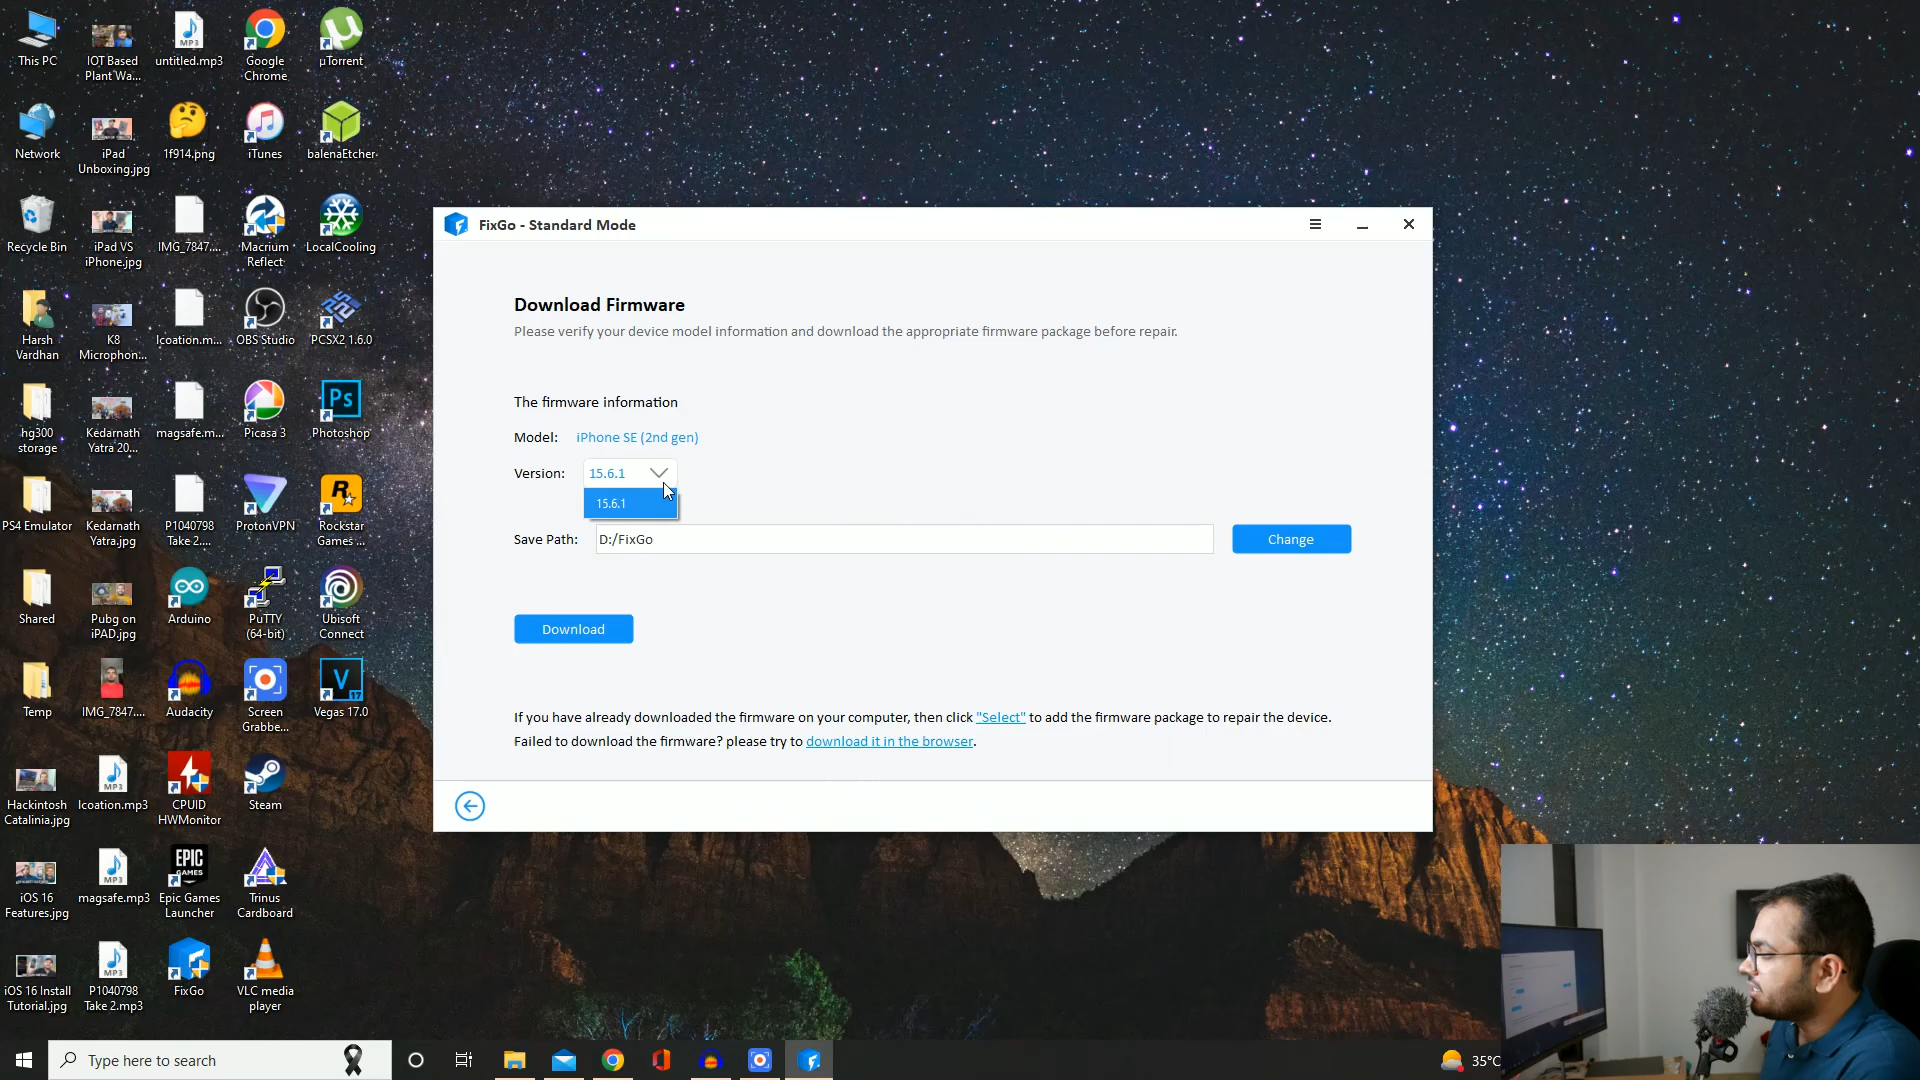 This PC
IOT Based
Plant Wa...
untitled.mp3
Google
Chrome
µTorrent
Network
iPad
Unboxing.jpg
1f914.png
iTunes
balenaEtcher
Recycle Bin
iPad VS
iPhone.jpg
IMG_7847....
Macrium
Reflect
LocalCooling
Harsh
Vardhan
K8
Microphon...
lcoation.m...
OBS Studio
PCSX2 1.6.0
hg300
storage
Kedarnath
Yatra 20...
magsafe.m...
Picasa 3
Photoshop
PS4 Emulator
Kedarnath
Yatra.jpg
P1040798
Take 2....
ProtonVPN
Rockstar
Games ...
Shared
Pubg on
iPAD.jpg
Arduino
PuTTY
(64-bit)
Ubisoft
Connect
Temp
IMG_7847....
Audacity
Screen
Grabbe...
Vegas 17.0
Hackintosh
Catalinia.jpg
lcoation.mp3
CPUID
HWMonitor
Steam
iOS 16
Features.jpg
magsafe.mp3
Epic Games
Launcher
Trinus
Cardboard
iOS 16 Install
Tutorial.jpg
P1040798
Take 2.mp3
FixGo
VLC media
player
FixGo - Standard Mode
Download Firmware
Please verify your device model information and download the appropriate firmware package before repair.
The firmware information
Model: iPhone SE (2nd gen)
Version: 15.6.1
15.6.1
Save Path: D:/FixGo
Change
Download
If you have already downloaded the firmware on your computer, then click "Select" to add the firmware package to repair the device.
Failed to download the firmware? please try to download it in the browser.
Type here to search
35°C